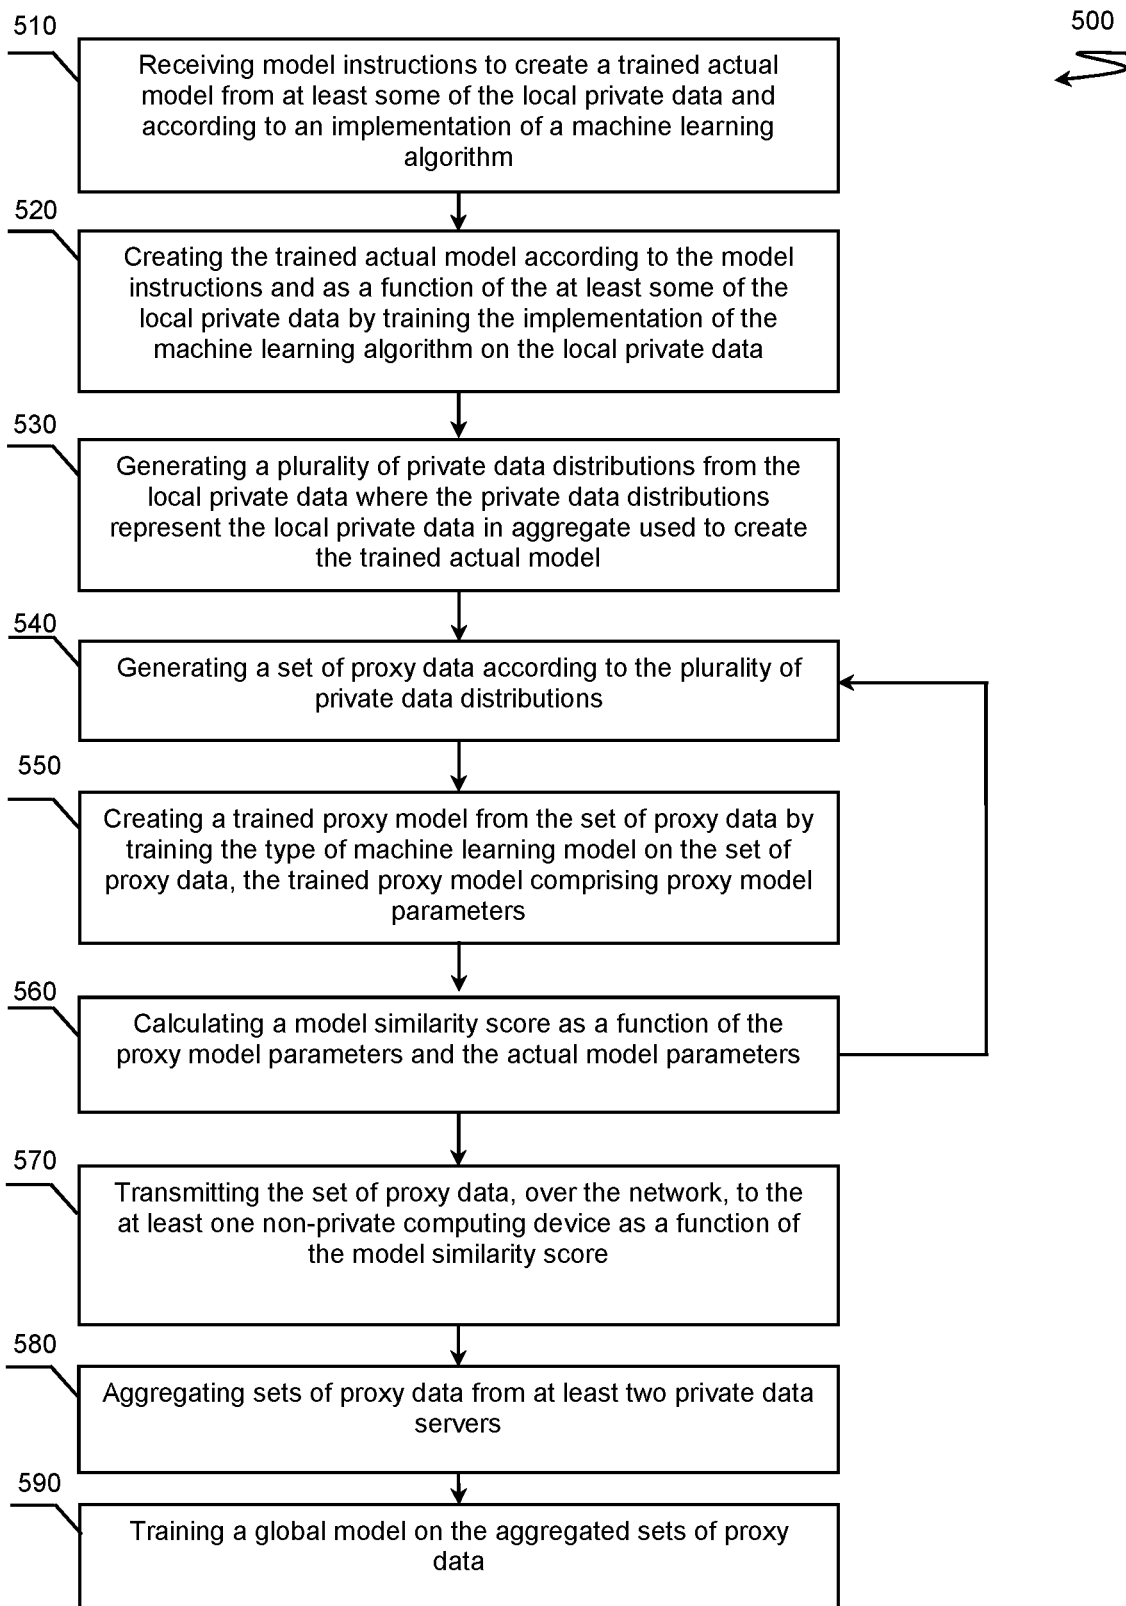 510
500
Receiving model instructions to create a trained actual
model from at least some of the local private data and
according to an implementation of a machine learning
algorithm
520
Creating the trained actual model according to the model
instructions and as a function of the at least some of the
local private data by training the implementation of the
machine learning algorithm on the local private data
530
Generating a plurality of private data distributions from the
local private data where the private data distributions
represent the local private data in aggregate used to create
the trained actual model
540
Generating a set of proxy data according to the plurality of
private data distributions
550
Creating a trained proxy model from the set of proxy data by
training the type of machine learning model on the set of
proxy data, the trained proxy model comprising proxy model
parameters
560
Calculating a model similarity score as a function of the
proxy model parameters and the actual model parameters
570
Transmitting the set of proxy data, over the network, to the
at least one non-private computing device as a function of
the model similarity score
580
Aggregating sets of proxy data from at least two private data
servers
590
Training a global model on the aggregated sets of proxy
data